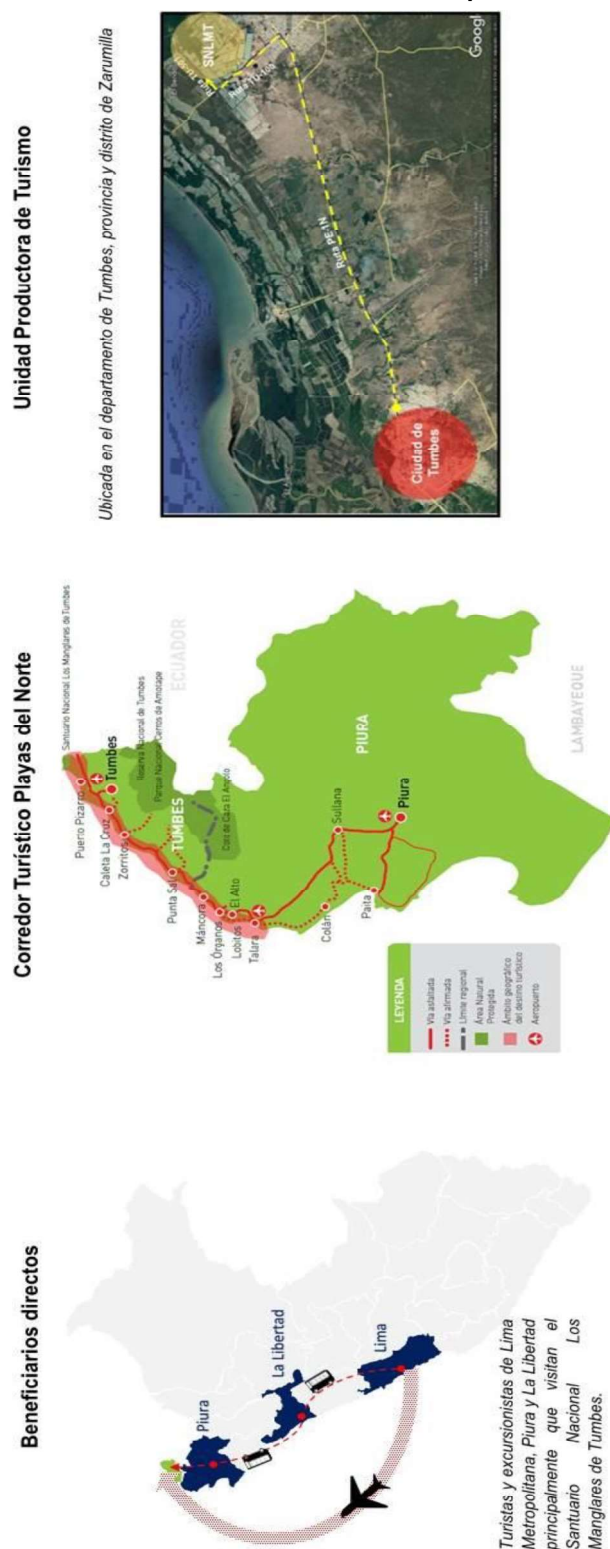 Beneficiarios directos
Piura
La Libertad
Lima
Turistas y excursionistas de Lima
Metropolitana, Piura y La Libertad
principalmente que visitan el
Santuario Nacional Los
Manglares de Tumbes.
Corredor Turístico Playas del Norte
Santuario Nacional Los Manglares de Tumbes
Puerto Pizarro
Tumbes
Caleta La Cruz
Zorritos
Reserva Nacional de Tumbes
Parque Nacional Cerros de Amotape
ECUADOR
TUMBES
Punta Sal
Coto de Caza El Angolo
Máncora
Los Órganos
El Alto
Lobitos
Talara
Sullana
PIURA
Colán
Paita
Piura
LAMBAYEQUE
LEYENDA
Vía asfaltada
Vía afirmada
Límite regional
Área Natural
Protegida
Ámbito geográfico
del destino turístico
Aeropuerto
Unidad Productora de Turismo
Ubicada en el departamento de Tumbes, provincia y distrito de Zarumilla
SNLMT
Ruta PE-1N
Ciudad de
Tumbes
Googl